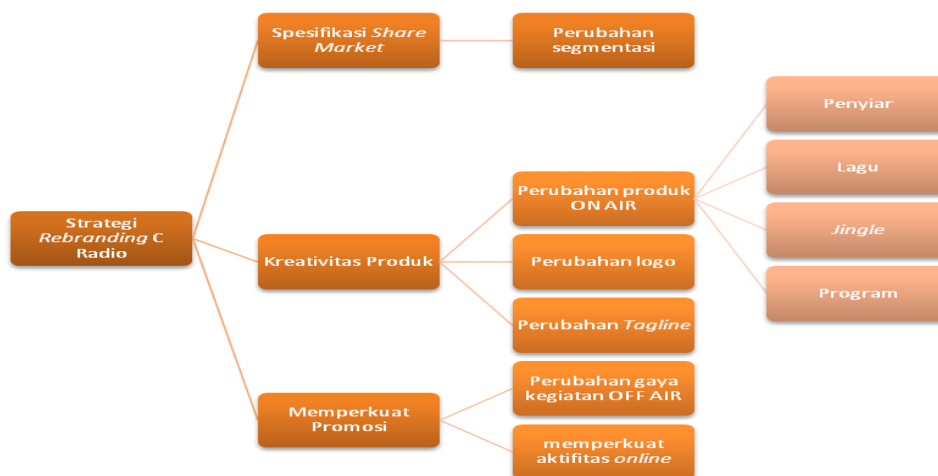 Strategi
Rebranding C
Radio
Spesifikasi Share
Market
Perubahan
segmentasi
Kreativitas Produk
Perubahan produk
ON AIR
Penyiar
Lagu
Jingle
Program
Perubahan logo
Perubahan Tagline
Memperkuat
Promosi
Perubahan gaya
kegiatan OFF AIR
memperkuat
aktifitas online